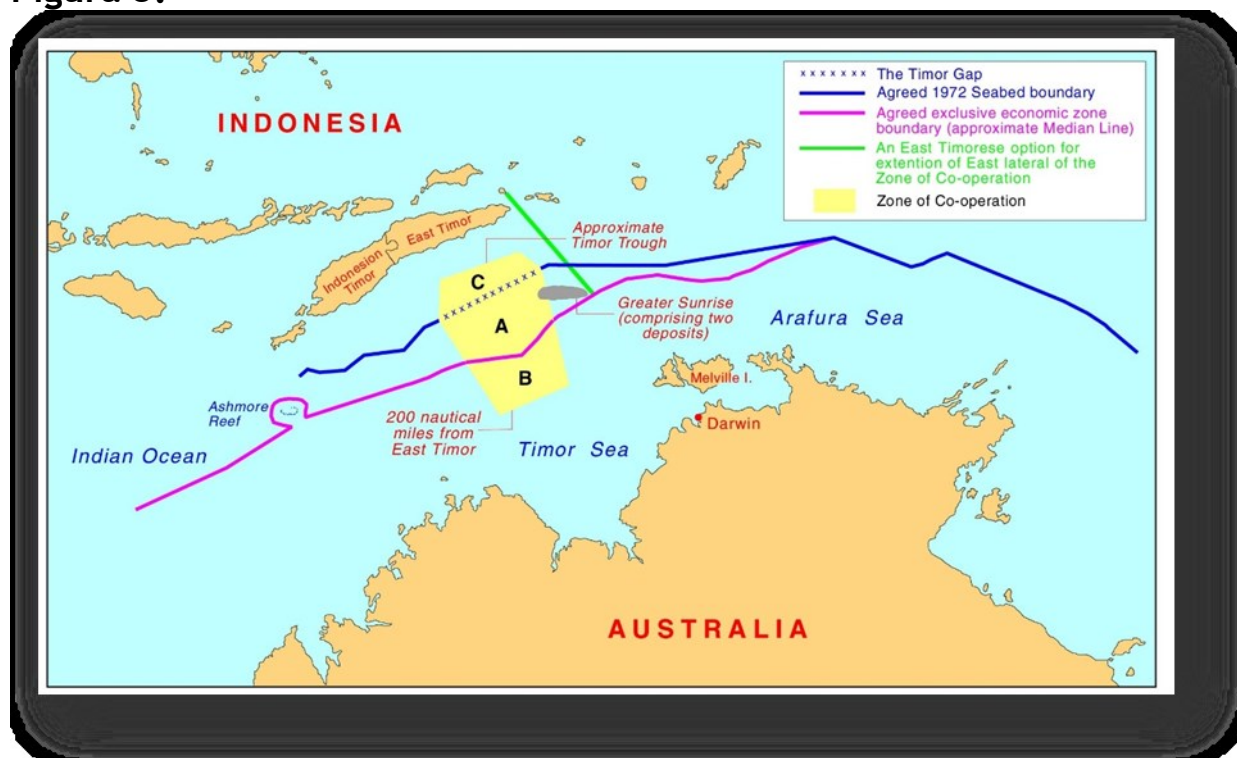 Figura 3:
INDONESIA
x x x x x x x The Timor Gap
Agreed 1972 Seabed boundary
Agreed exclusive economic zone
boundary (approximate Median Line)
An East Timorese option for
extention of East lateral of the
Zone of Co-operation
Zone of Co-operation
East Timor
Indonesion
Timor
Approximate
Timor Trough
C
A
B
Greater Sunrise
(comprising two
deposits)
Arafura Sea
Melville I.
Darwin
Ashmore
Reef
200 nautical
miles from
East Timor
Indian Ocean
Timor Sea
AUSTRALIA